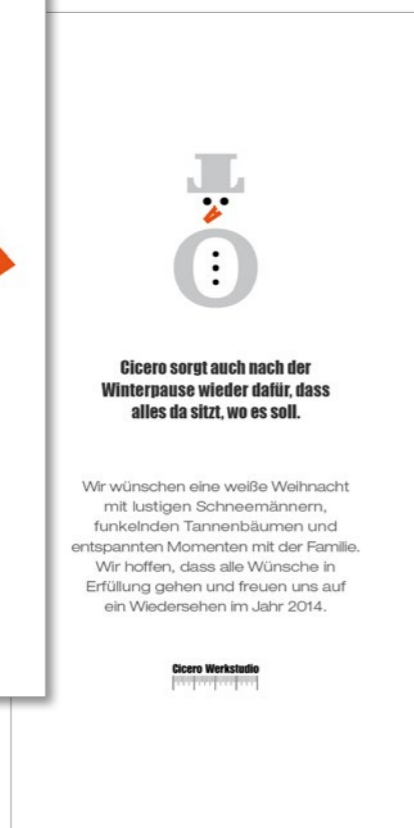 Cicero sorgt auch nach der
Winterpause wieder dafür, dass
alles da sitzt, wo es soll.
Wir wünschen eine weiße Weihnacht
mit lustigen Schneemännern,
funkelnden Tannenbäumen und
entspannten Momenten mit der Familie.
Wir hoffen, dass alle Wünsche in
Erfüllung gehen und freuen uns auf
ein Wiedersehen im Jahr 2014.
Cicero Werkstudio